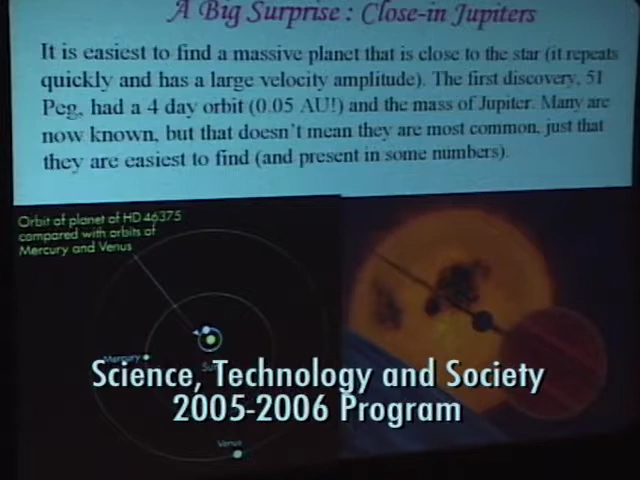 A Big Surprise : Close-in Jupiters
It is easiest to find a massive planet that is close to the star (it repeats
quickly and has a large velocity amplitude). The first discovery, 51
Peg, had a 4 day orbit (0.05 AU!) and the mass of Jupiter. Many are
now known, but that doesn't mean they are most common, just that
they are easiest to find (and present in some numbers).
Orbit of planet of HD 46375
compared with orbits of
Mercury and Venus
Mercury
Science, Technology and Society
2005-2006 Program
Venus